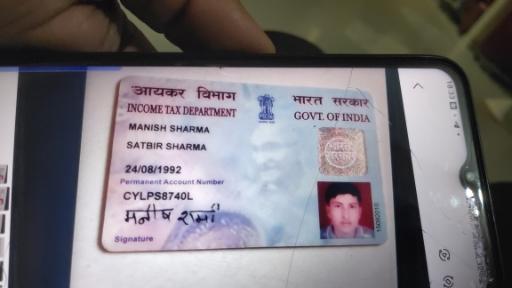 आयकर विभाग
INCOME TAX DEPARTMENT
भारत सरकार
GOVT. OF INDIA
MANISH SHARMA
SATBIR SHARMA
24/08/1992
Permanent Account Number
CYLPS8740L
मनीष शर्मा
Signature